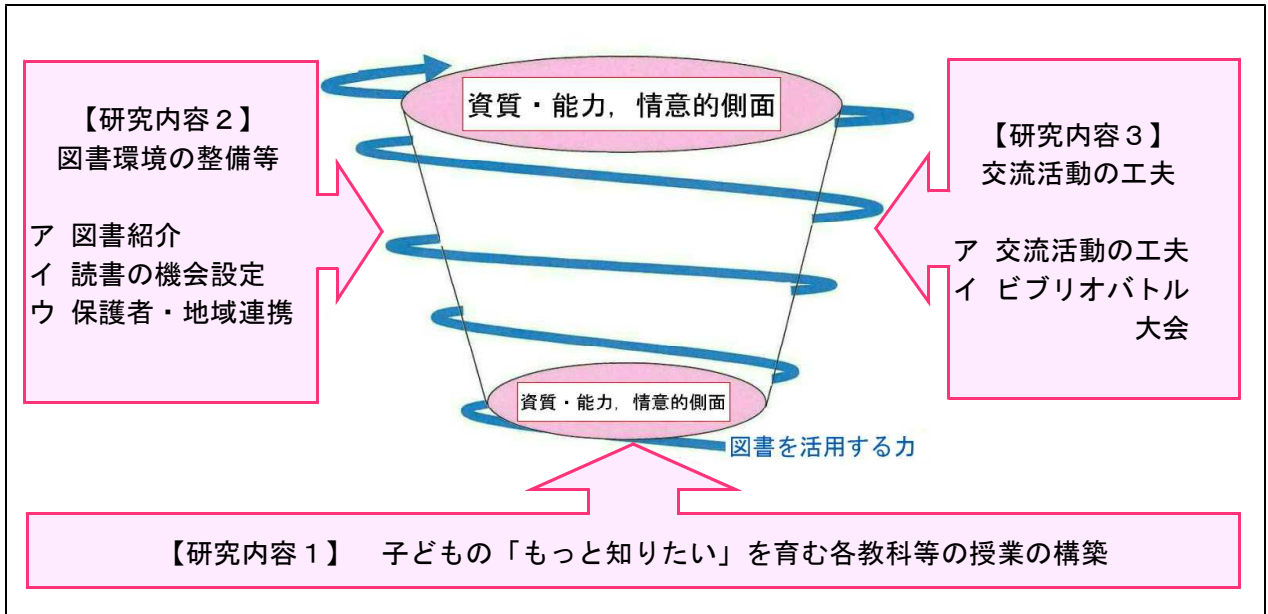 資質・能力，情意的側面
【研究内容２】
図書環境の整備等
ア 図書紹介
イ 読書の機会設定
ウ 保護者・地域連携
【研究内容３】
交流活動の工夫
ア 交流活動の工夫
イ ビブリオバトル
大会
資質・能力，情意的側面
図書を活用する力
【研究内容１】　子どもの「もっと知りたい」を育む各教科等の授業の構築